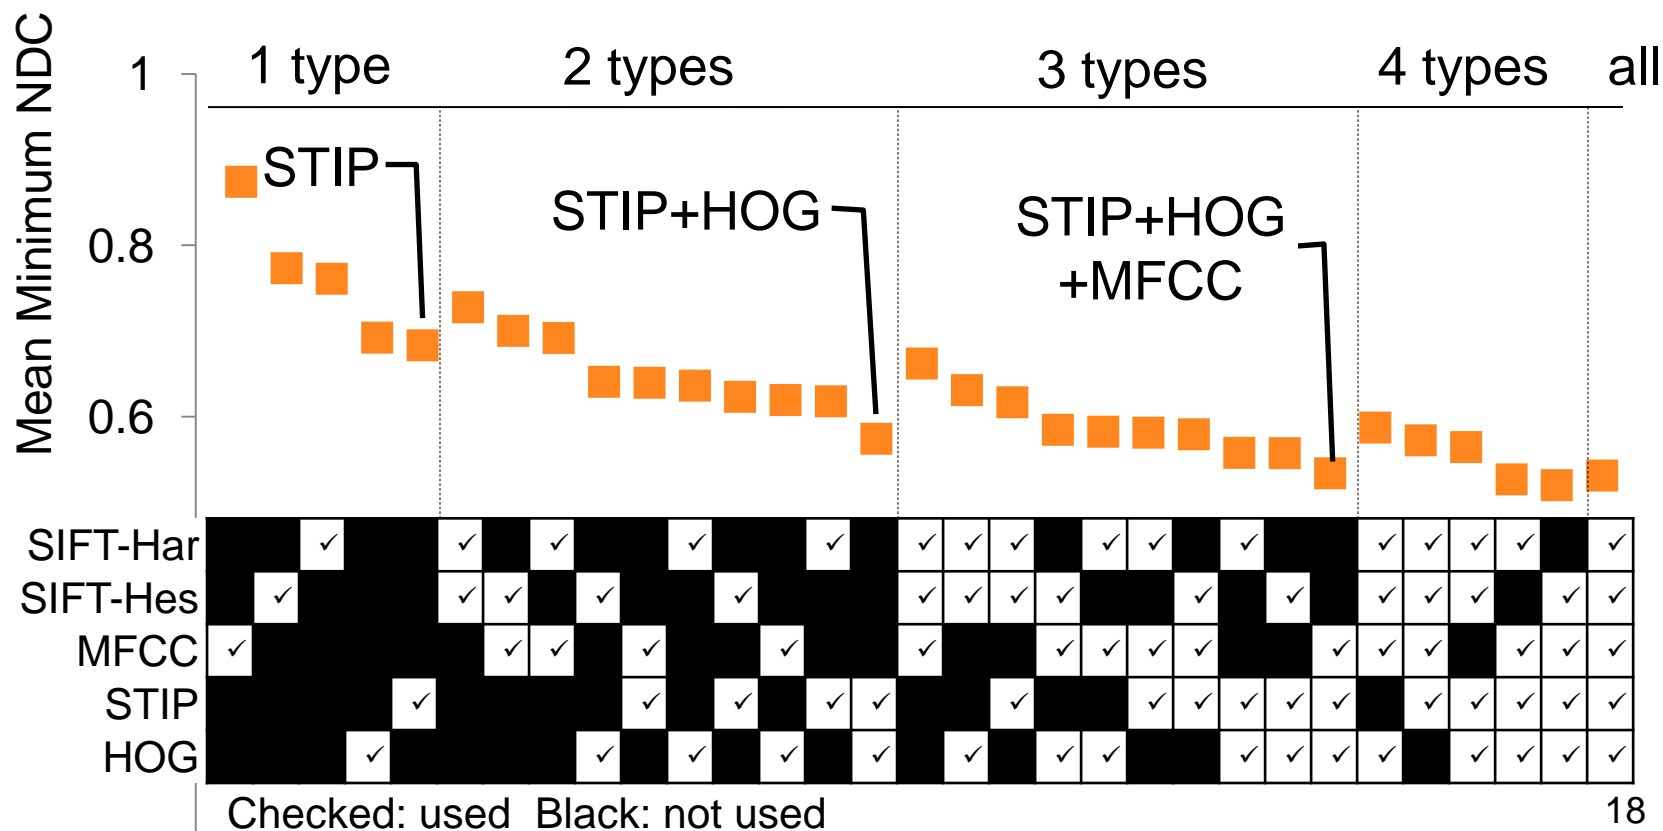 Mean Minimum NDC
1 type
2 types
3 types
4 types
all
1
0.8
0.6
STIP
STIP+HOG
STIP+HOG
+MFCC
SIFT-Har
SIFT-Hes
MFCC
STIP
HOG
Checked: used Black: not used
18